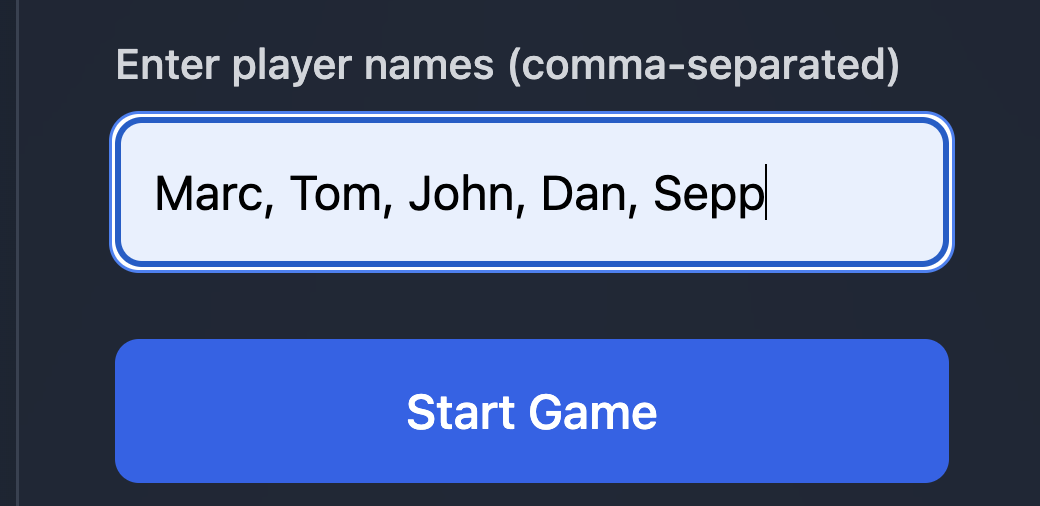 Enter player names (comma-separated)
Marc, Tom, John, Dan, Sepp
Start Game